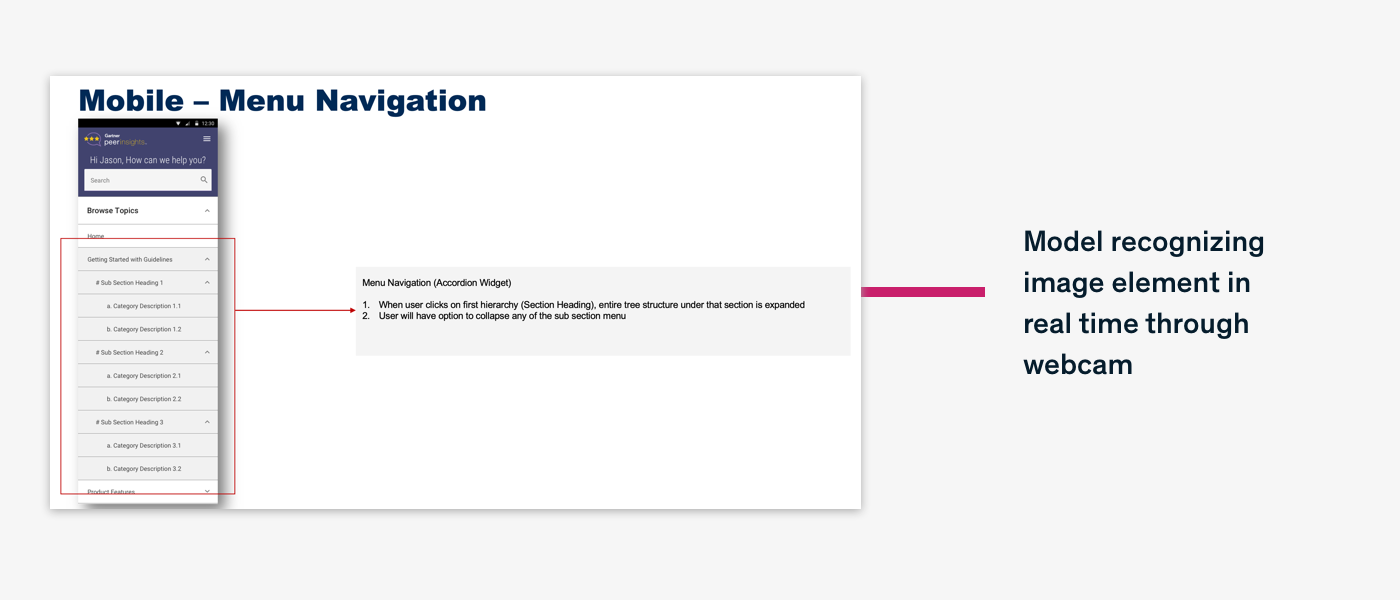 Mobile – Menu Navigation
12:30
Gartner
peerinsights
Hi Jason, How can we help you?
Search
Browse Topics
Home
Getting Started with Guidelines
# Sub Section Heading 1
a. Category Description 1.1
b. Category Description 1.2
# Sub Section Heading 2
a. Category Description 2.1
b. Category Description 2.2
# Sub Section Heading 3
a. Category Description 3.1
b. Category Description 3.2
Product Features
Menu Navigation (Accordion Widget)
1. When user clicks on first hierarchy (Section Heading), entire tree structure under that section is expanded
2. User will have option to collapse any of the sub section menu
Model recognizing
image element in
real time through
webcam